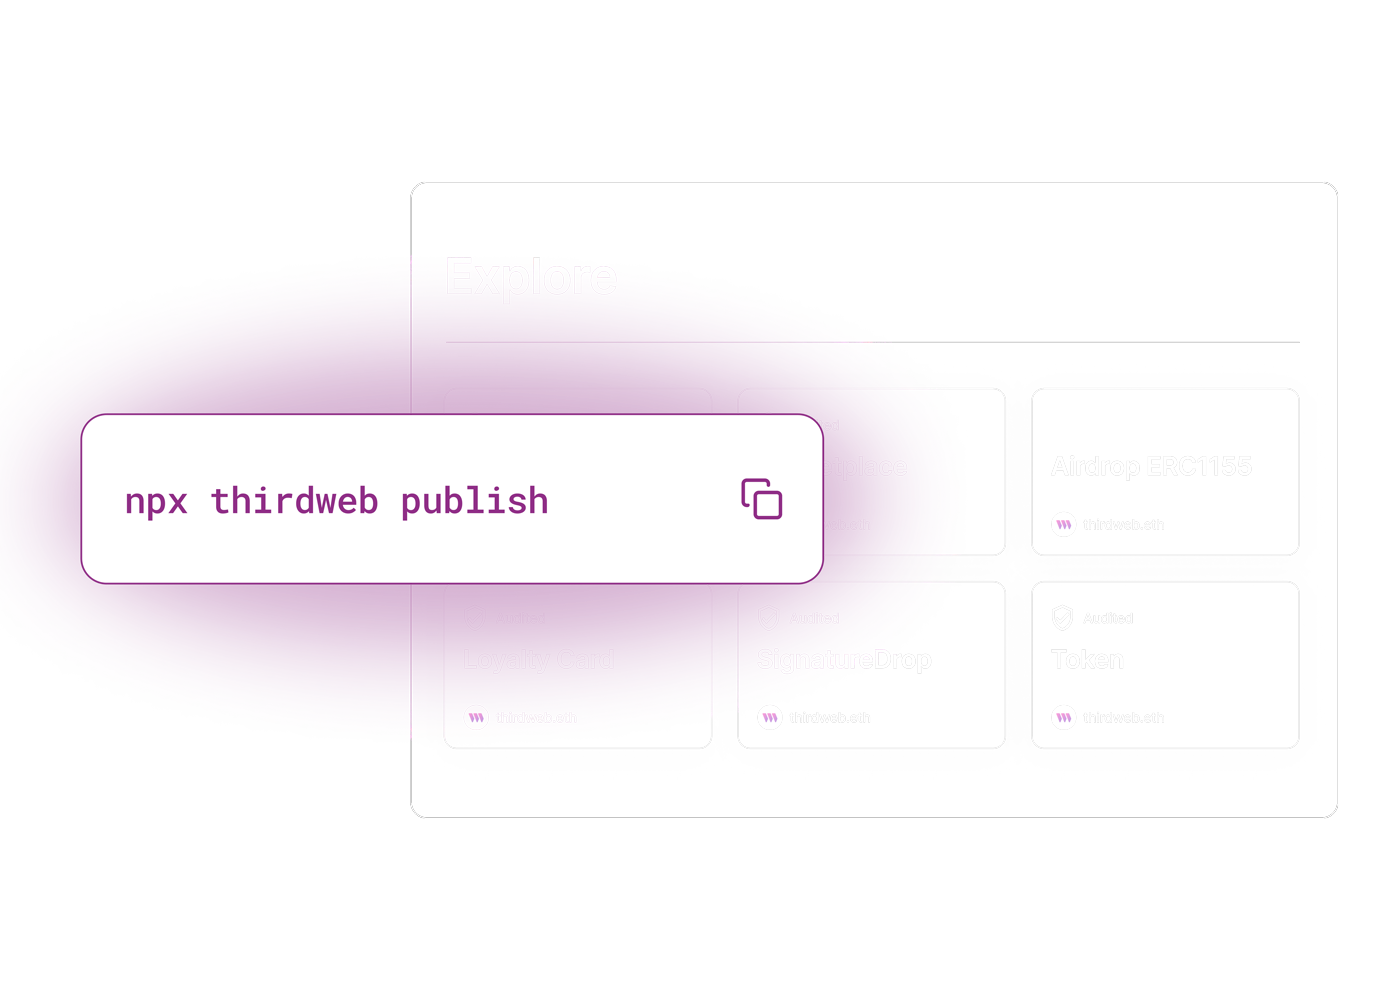 Explore
npx thirdweb publish
Airdrop ERC1155
thirdweb.eth
Audited
Audited
Audited
Loyalty Card
SignatureDrop
Token
thirdweb.eth
thirdweb.eth
thirdweb.eth